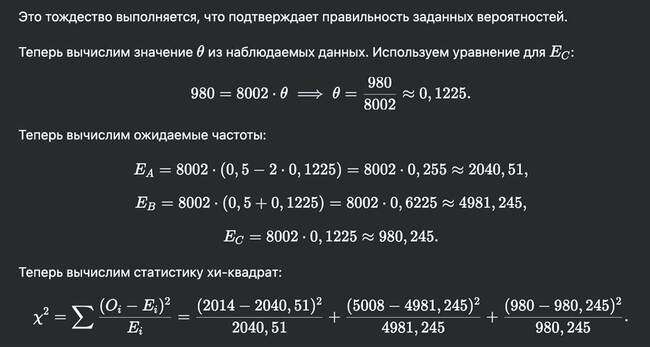 Это тождество выполняется, что подтверждает правильность заданных вероятностей.
Теперь вычислим значение θ из наблюдаемых данных. Используем уравнение для E_C:
980 = 8002 · θ ⟹ θ = 980/8002 ≈ 0,1225.
Теперь вычислим ожидаемые частоты:
E_A = 8002 · (0,5 − 2 · 0,1225) = 8002 · 0,255 ≈ 2040,51,
E_B = 8002 · (0,5 + 0,1225) = 8002 · 0,6225 ≈ 4981,245,
E_C = 8002 · 0,1225 ≈ 980,245.
Теперь вычислим статистику хи-квадрат:
χ² = ∑ (O_i − E_i)²/E_i = (2014 − 2040,51)²/2040,51 + (5008 − 4981,245)²/4981,245 + (980 − 980,245)²/980,245.